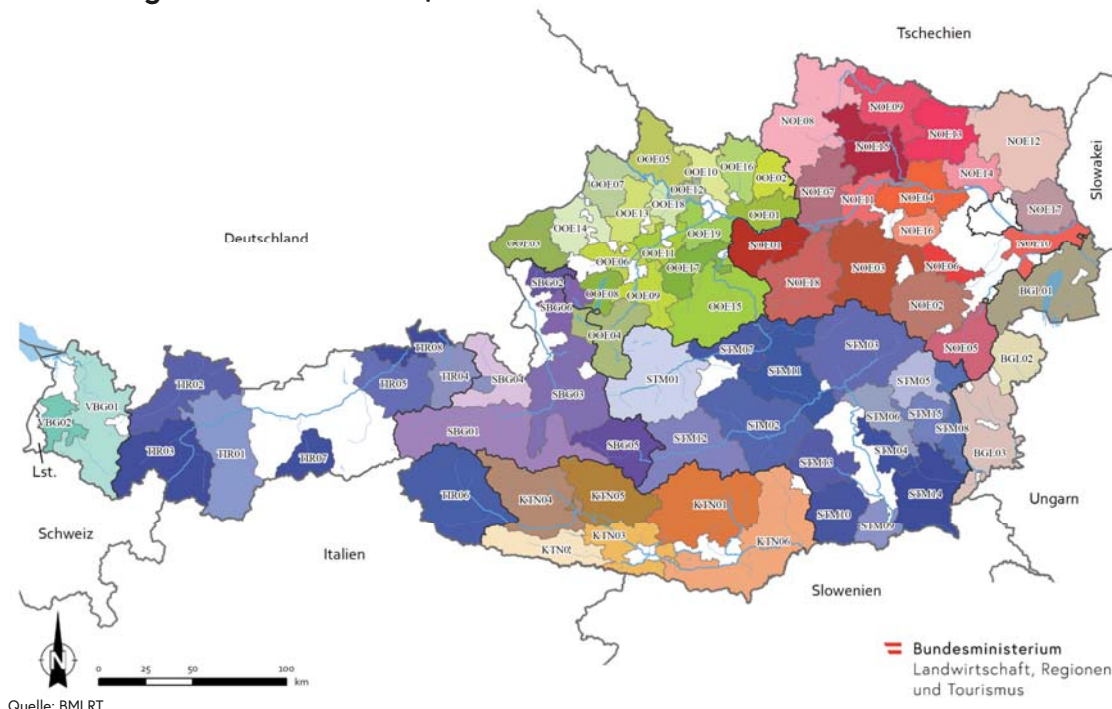 Tschechien
NOE08
NOE09
NOE13
NOE12
NOE15
NOE14
OOE05
OOE10
OOE16
OOE02
OOE07
OOE12
OOE18
OOE13
OOE14
NOE07
NOE11
NOE04
NOE17
Slowakei
OOE01
OOE19
NOE16
NOE01
NOE19
Deutschland
OOE03
OOE06
OOE11
OOE17
NOE03
NOE06
SBG02
OOE08
OOE09
NOE18
BGL01
SBG06
OOE15
NOE02
OOE04
TIR08
STM07
STM03
NOE05
BGL02
TIR02
TIR05
TIR04
SBG04
STM01
STM11
STM05
VBG01
SBG03
STM06
STM15
VBG02
STM08
SBG01
SBG05
STM12
STM02
STM04
BGL03
Lst.
TIR03
TIR01
TIR07
STM13
STM14
TIR06
KTN04
KTN05
KTN01
STM10
STM09
Ungarn
Schweiz
Italien
KTN02
KTN03
KTN06
Slowenien
N
0 25 50 100
km
Bundesministerium
Landwirtschaft, Regionen
und Tourismus
Quelle: BMLRT